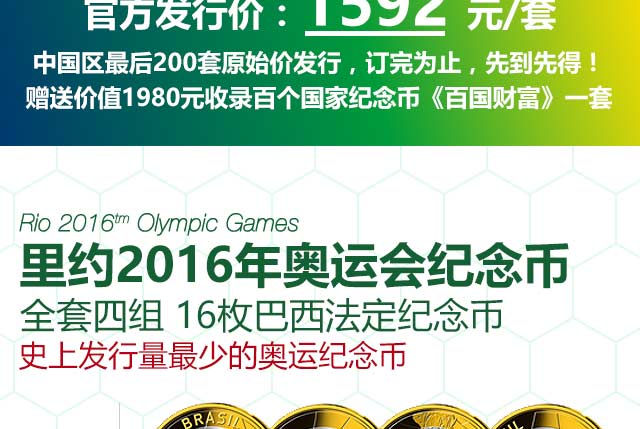 官方发行价：1592 元/套
中国区最后200套原始价发行，订完为止，先到先得！
赠送价值1980元收录百个国家纪念币《百国财富》一套
Rio 2016tm Olympic Games
里约2016年奥运会纪念币
全套四组 16枚巴西法定纪念币
史上发行量最少的奥运纪念币
BRASIL